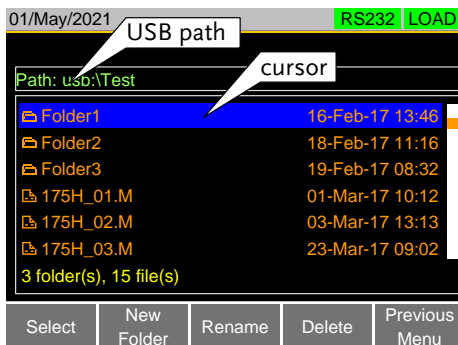 01/May/2021 RS232 LOAD
USB path
cursor
Path: usb:\Test
Folder1 16-Feb-17 13:46
Folder2 18-Feb-17 11:16
Folder3 19-Feb-17 08:32
175H_01.M 01-Mar-17 10:12
175H_02.M 03-Mar-17 13:13
175H_03.M 23-Mar-17 09:02
3 folder(s), 15 file(s)
Select New Folder Rename Delete Previous Menu